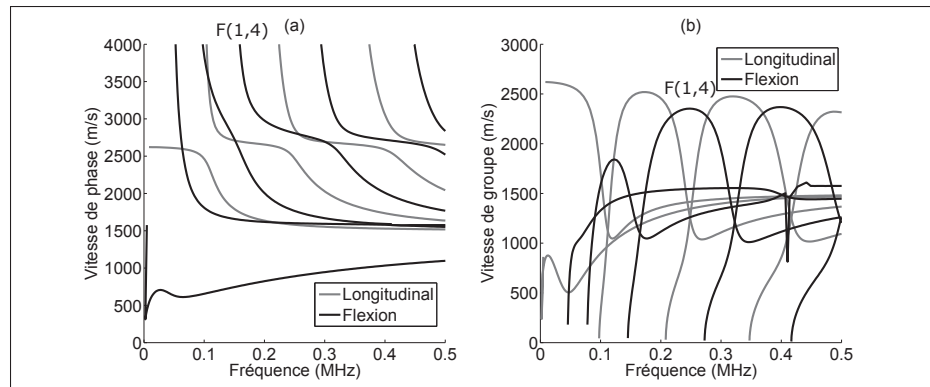 F(1,4) (a)
4000
3500
3000
2500
2000
1500
1000
500
0
Vitesse de phase (m/s)
0 0.1 0.2 0.3 0.4 0.5
Fréquence (MHz)
Longitudinal
Flexion
(b)
3000
2500
2000
1500
1000
500
0
Vitesse de groupe (m/s)
Longitudinal
Flexion
F(1,4)
0 0.1 0.2 0.3 0.4 0.5
Fréquence (MHz)